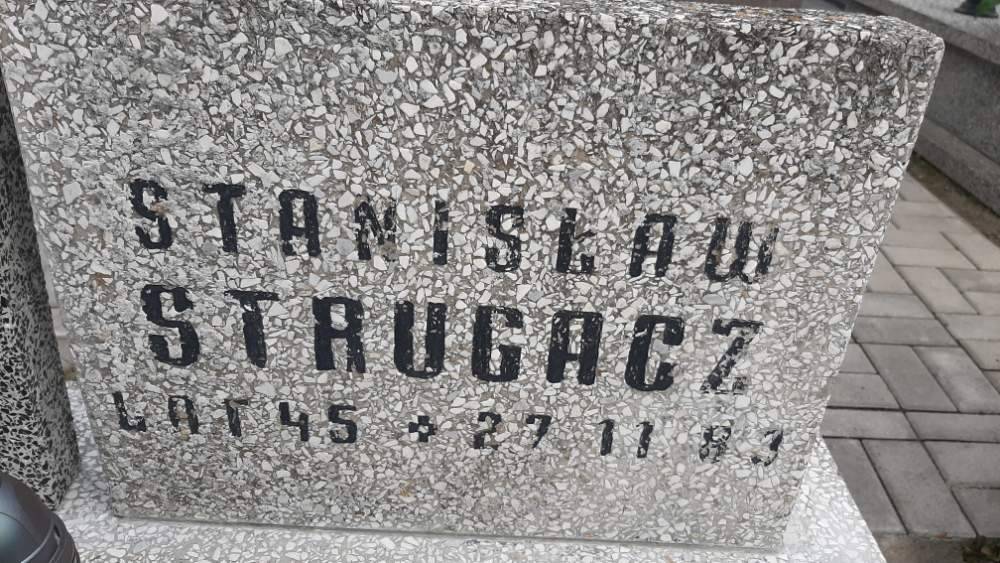 STANISŁAW
STRUGACZ
LAT 45 ✚ 27 11 83